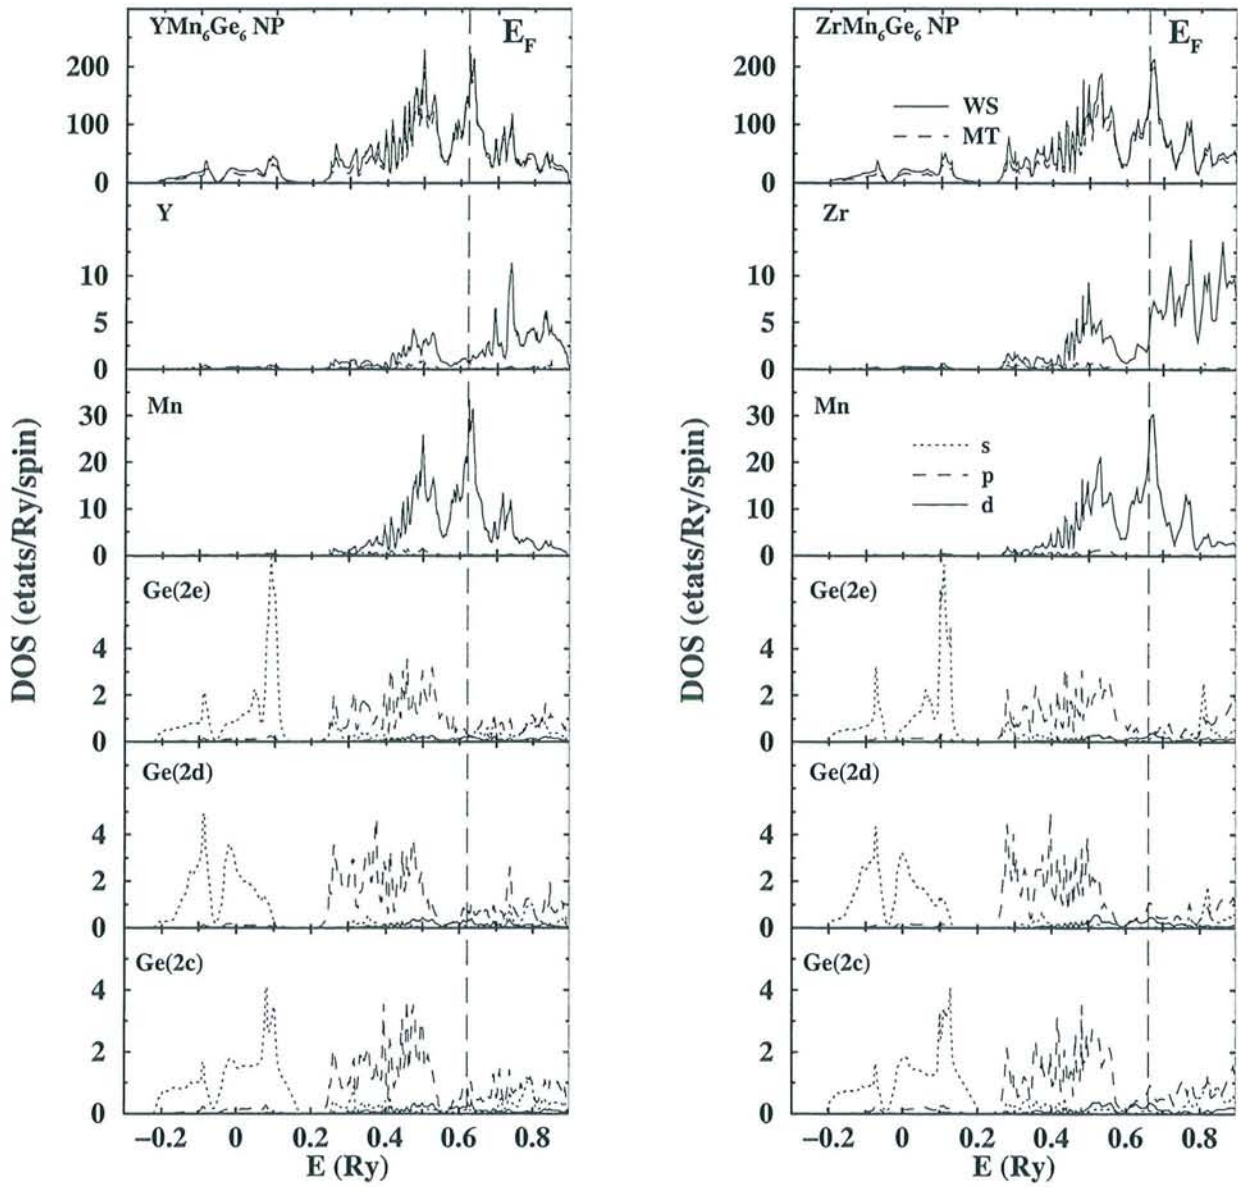 YMn6Ge6 NP
EF
200
100
50
0
Y
10
5
0
Mn
30
20
10
0
Ge(2e)
4
2
0
Ge(2d)
4
2
0
Ge(2c)
4
2
0
−0.2 0 0.2 0.4 0.6 0.8
E (Ry)
DOS (etats/Ry/spin)
ZrMn6Ge6 NP
EF
WS
MT
200
100
50
0
Zr
10
5
0
Mn
s
p
d
30
20
10
0
Ge(2e)
4
2
0
Ge(2d)
4
2
0
Ge(2c)
4
2
0
−0.2 0 0.2 0.4 0.6 0.8
E (Ry)
DOS (etats/Ry/spin)